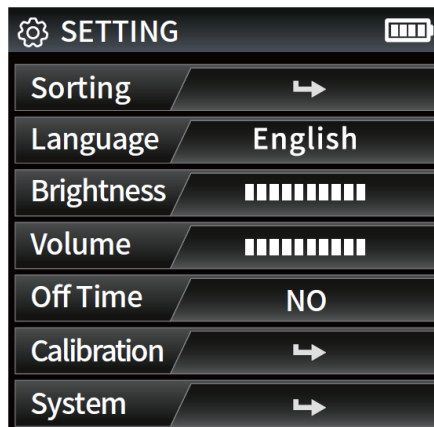 SETTING
Sorting
Language English
Brightness
Volume
Off Time NO
Calibration
System